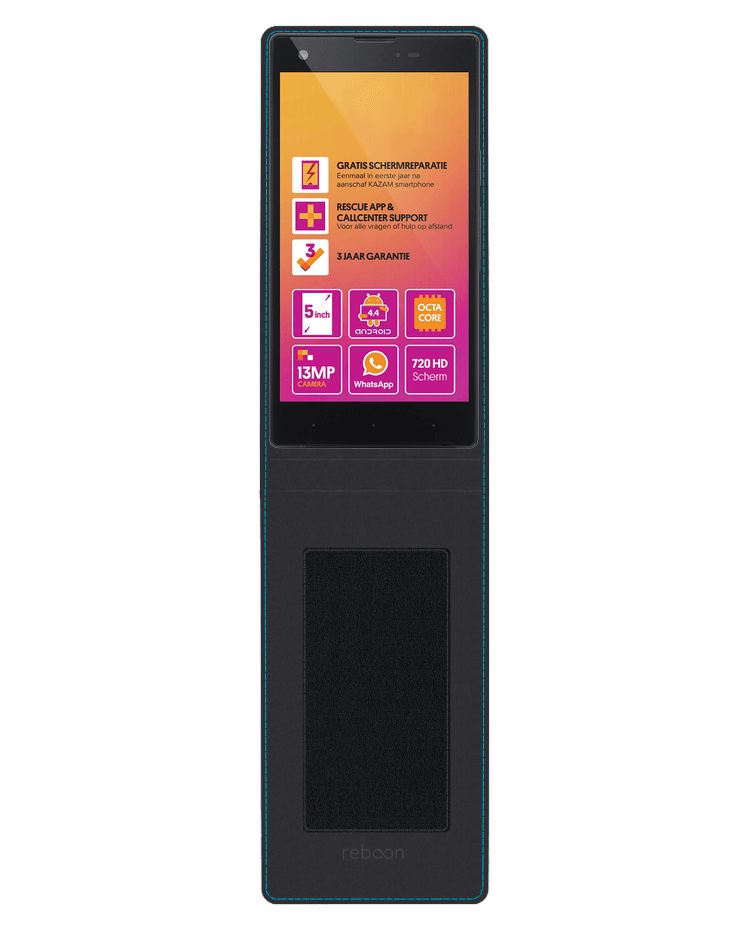 GRATIS SCHERMREPARATIE
Eenmaal in eerste jaar na
aanschaf KAZAM smartphone
RESCUE APP &
CALLCENTER SUPPORT
Voor alle vragen of hulp op afstand
3
3 JAAR GARANTIE
5 inch
4.4
ANDROID
OCTA
CORE
13MP
CAMERA
WhatsApp
720 HD
Scherm
reboon